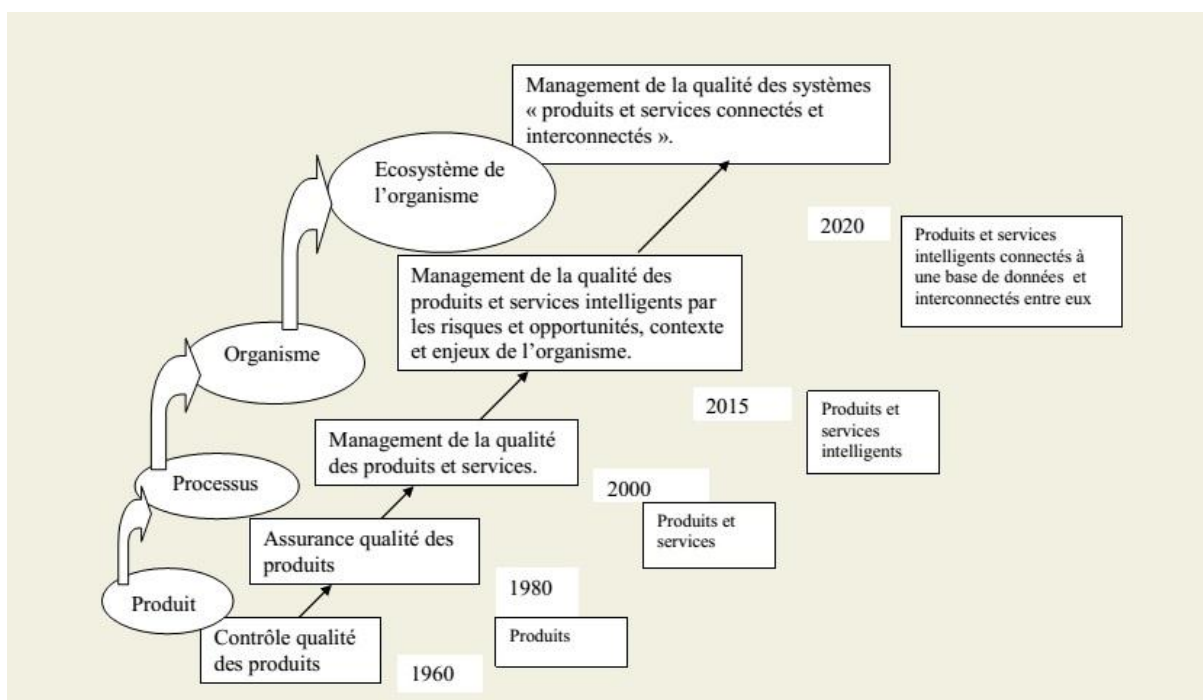 Management de la qualité des systèmes
« produits et services connectés et
interconnectés ».
Ecosystème de
l’organisme
2020
Produits et services
intelligents connectés à
une base de données et
interconnectés entre eux
Management de la qualité des
produits et services intelligents par
les risques et opportunités, contexte
et enjeux de l’organisme.
Organisme
2015
Produits et
services
intelligents
Management de la qualité
des produits et services.
Processus
2000
Produits et
services
Assurance qualité des
produits
1980
Produit
Produits
Contrôle qualité
des produits
1960